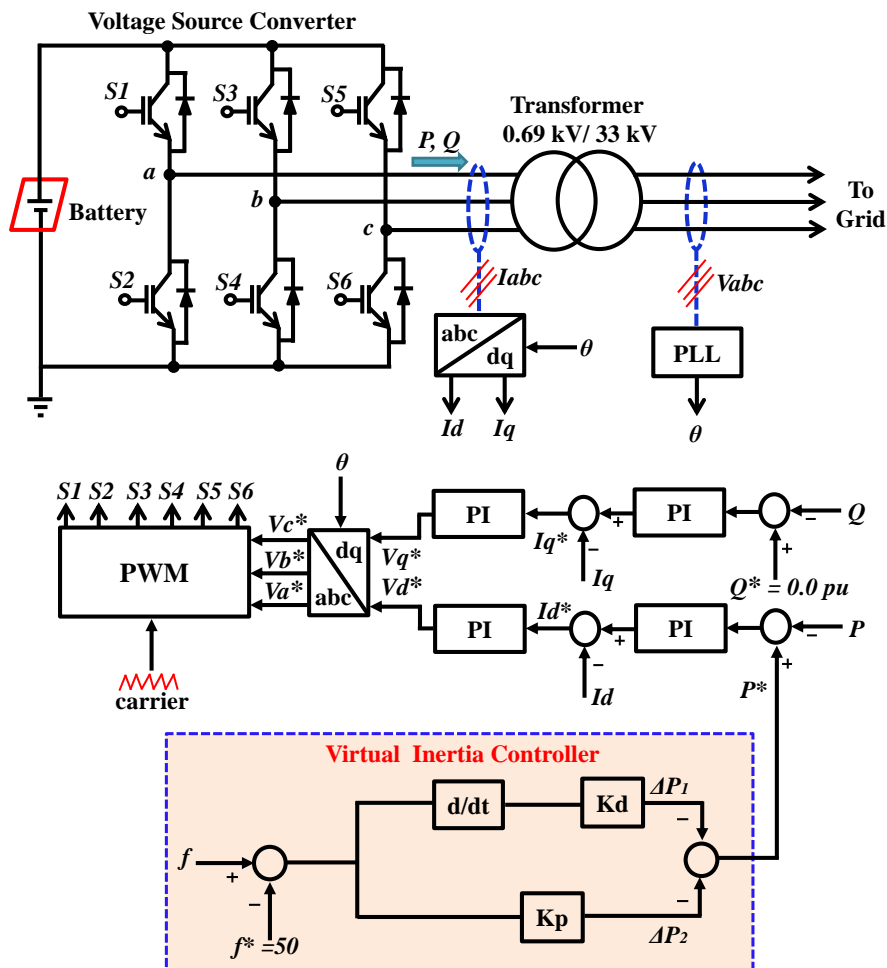 Voltage Source Converter
S1
S3
S5
Transformer
0.69 kV/ 33 kV
P, Q
a
b
c
Battery
To
Grid
S2
S4
S6
Iabc
Vabc
abc
dq
θ
PLL
Id
Iq
θ
S1 S2 S3 S4 S5 S6
θ
PWM
Vc*
Vb*
Va*
dq
abc
Vq*
Vd*
PI
Iq*
+
−
Iq
PI
−
Q
+
Q* = 0.0 pu
PI
Id*
+
−
Id
PI
−
P
+
P*
carrier
Virtual Inertia Controller
d/dt
Kd
ΔP1
−
f
+
−
f* =50
Kp
−
ΔP2